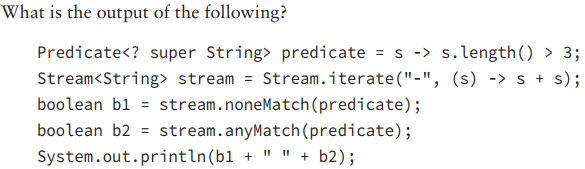 What is the output of the following?
Predicate<? super String> predicate = s -> s.length() > 3;
Stream<String> stream = Stream.iterate("-", (s) -> s + s);
boolean b1 = stream.noneMatch(predicate);
boolean b2 = stream.anyMatch(predicate);
System.out.println(b1 + " " + b2);